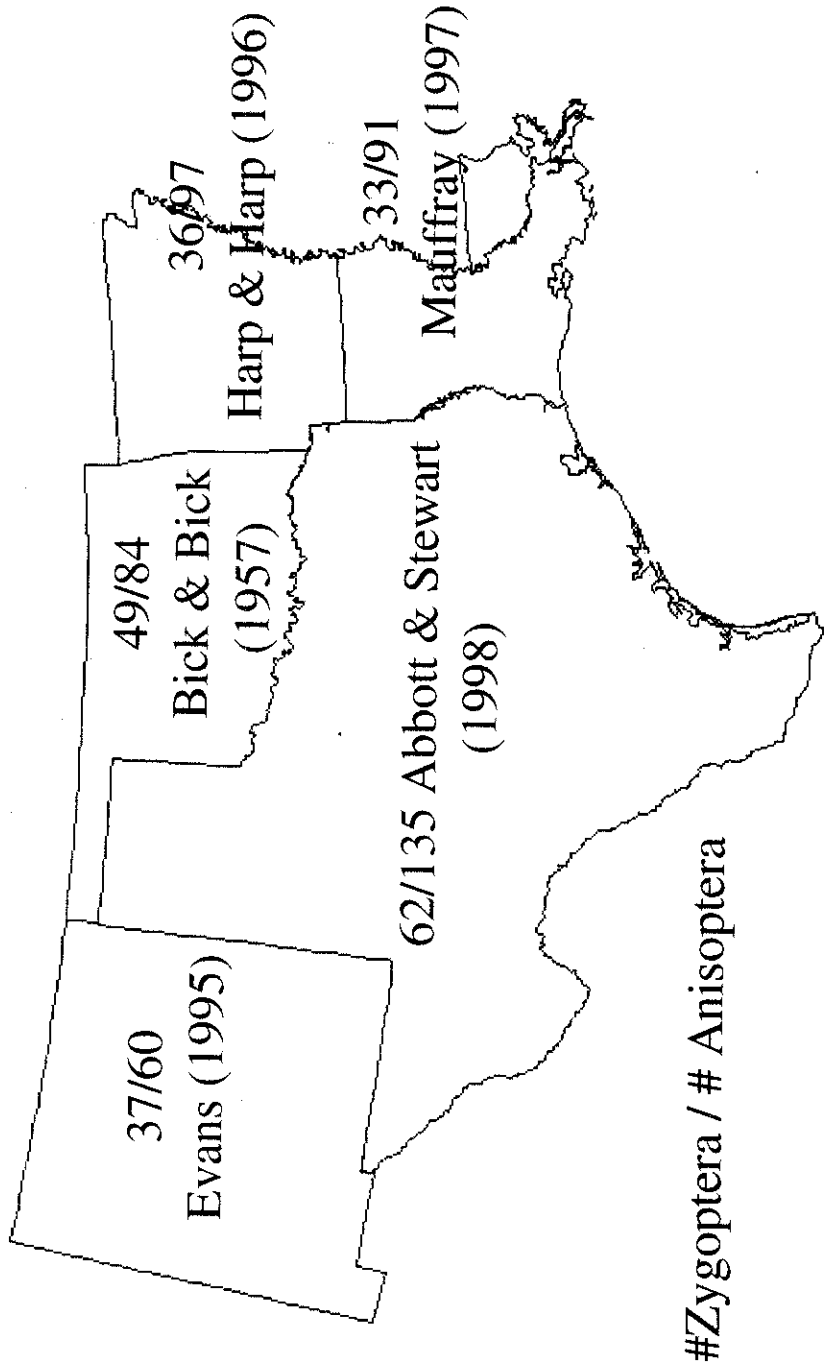 37/60
Evans (1995)
49/84
Bick & Bick
(1957)
36/97
Harp & Harp (1996)
33/91
Mauffray (1997)
62/135 Abbott & Stewart
(1998)
#Zygoptera / # Anisoptera